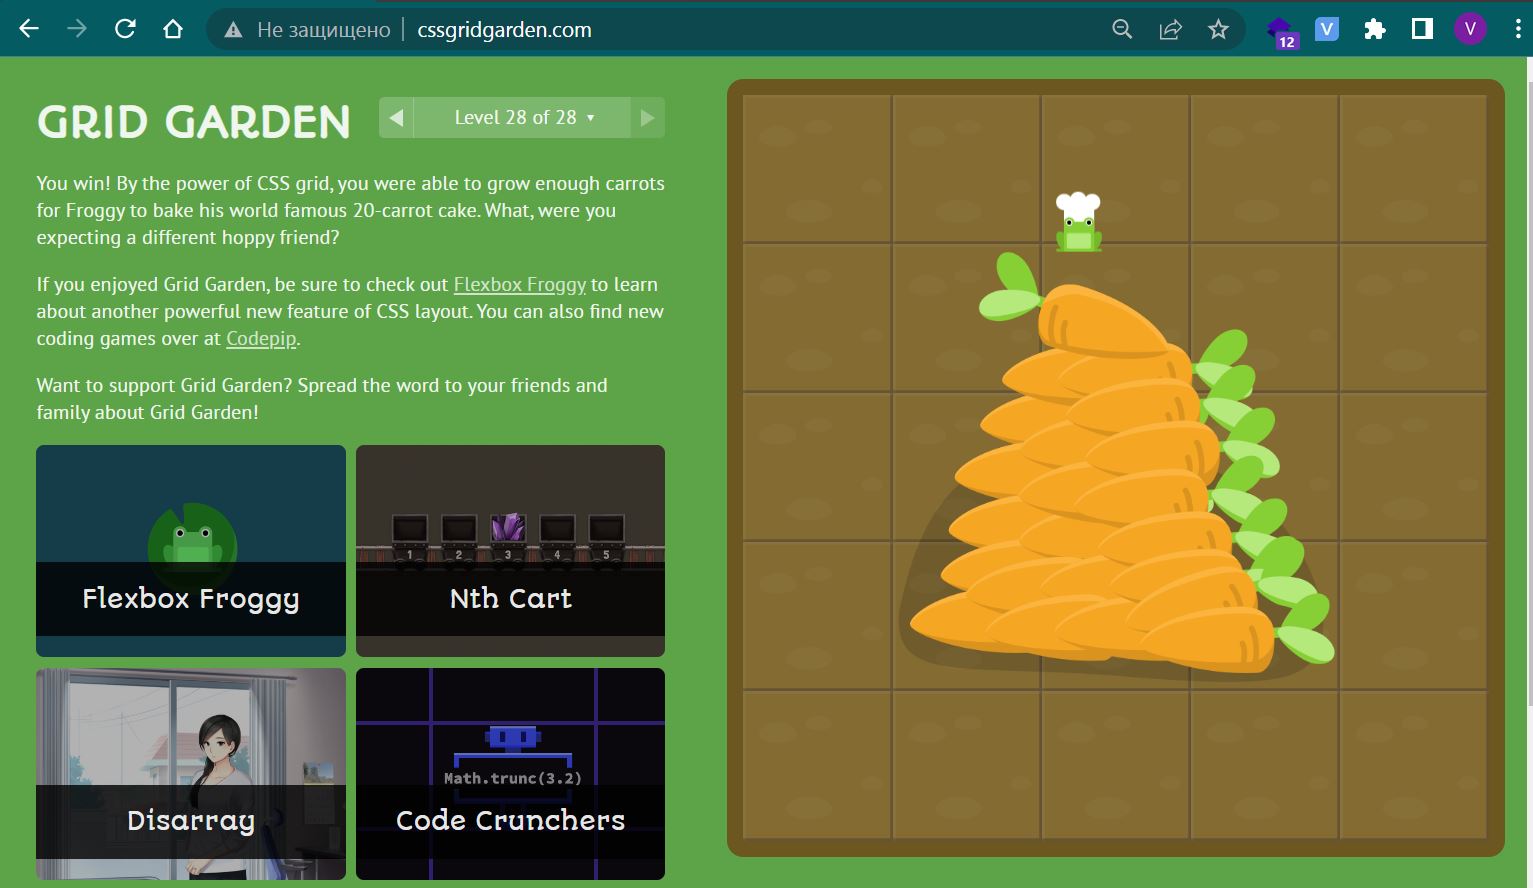 Не защищено
cssgridgarden.com
12
V
V
GRID GARDEN
Level 28 of 28
You win! By the power of CSS grid, you were able to grow enough carrots
for Froggy to bake his world famous 20-carrot cake. What, were you
expecting a different hoppy friend?
If you enjoyed Grid Garden, be sure to check out Flexbox Froggy to learn
about another powerful new feature of CSS layout. You can also find new
coding games over at Codepip.
Want to support Grid Garden? Spread the word to your friends and
family about Grid Garden!
Flexbox Froggy
1 2 3 4 5
Nth Cart
Disarray
Math.trunc(3.2)
Code Crunchers